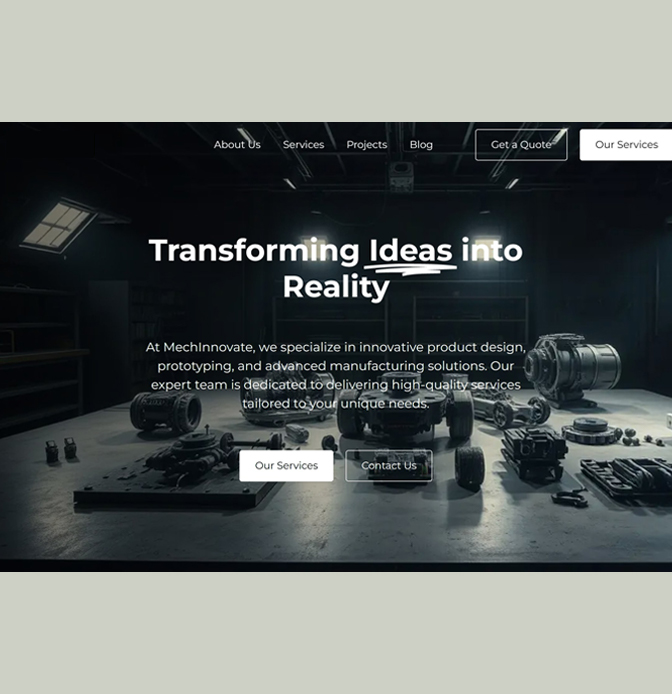 About Us Services Projects Blog Get a Quote Our Services
Transforming Ideas into
Reality
At MechInnovate, we specialize in innovative product design,
prototyping, and advanced manufacturing solutions. Our
expert team is dedicated to delivering high-quality services
tailored to your unique needs.
Our Services Contact Us